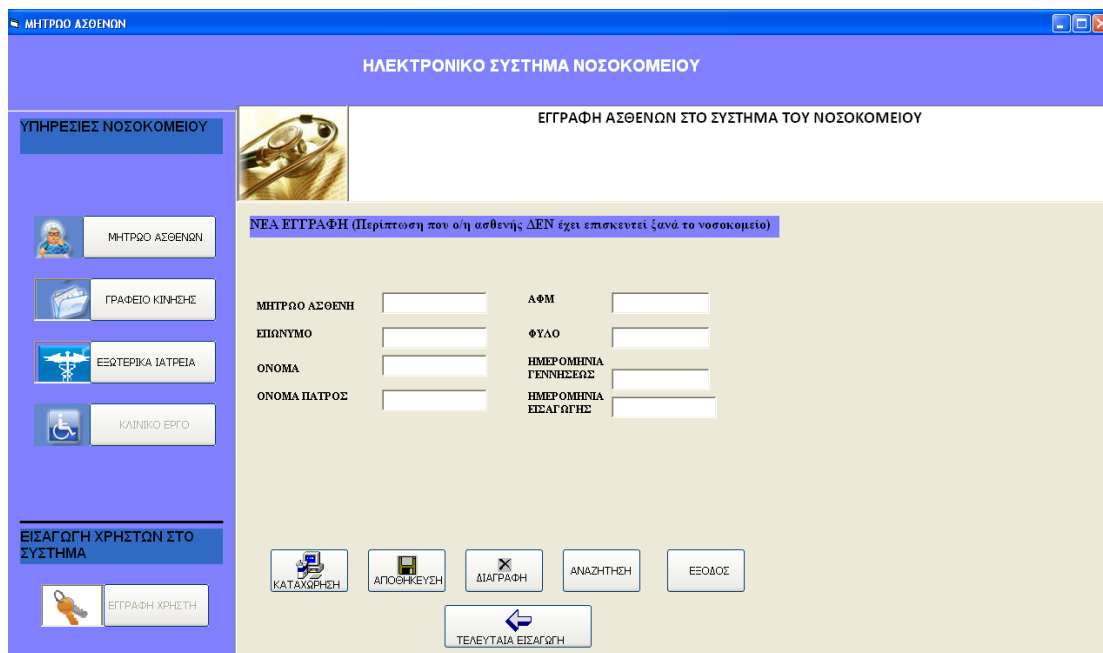 ΜΗΤΡΩΟ ΑΣΘΕΝΩΝ
ΗΛΕΚΤΡΟΝΙΚΟ ΣΥΣΤΗΜΑ ΝΟΣΟΚΟΜΕΙΟΥ
ΥΠΗΡΕΣΙΕΣ ΝΟΣΟΚΟΜΕΙΟΥ
ΕΓΓΡΑΦΗ ΑΣΘΕΝΩΝ ΣΤΟ ΣΥΣΤΗΜΑ ΤΟΥ ΝΟΣΟΚΟΜΕΙΟΥ
ΜΗΤΡΩΟ ΑΣΘΕΝΩΝ
ΓΡΑΦΕΙΟ ΚΙΝΗΣΗΣ
ΕΞΩΤΕΡΙΚΑ ΙΑΤΡΕΙΑ
ΚΛΙΝΙΚΟ ΕΡΓΟ
ΕΙΣΑΓΩΓΗ ΧΡΗΣΤΩΝ ΣΤΟ
ΣΥΣΤΗΜΑ
ΕΓΓΡΑΦΗ ΧΡΗΣΤΗ
ΝΕΑ ΕΓΓΡΑΦΗ (Περίπτωση που ο/η ασθενής ΔΕΝ έχει επισκευτεί ξανά το νοσοκομείο)
ΜΗΤΡΩΟ ΑΣΘΕΝΗ
ΕΠΩΝΥΜΟ
ΟΝΟΜΑ
ΟΝΟΜΑ ΠΑΤΡΟΣ
ΑΦΜ
ΦΥΛΟ
ΗΜΕΡΟΜΗΝΙΑ
ΓΕΝΝΗΣΕΩΣ
ΗΜΕΡΟΜΗΝΙΑ
ΕΙΣΑΓΩΓΗΣ
ΚΑΤΑΧΩΡΗΣΗ
ΑΠΟΘΗΚΕΥΣΗ
ΔΙΑΓΡΑΦΗ
ΑΝΑΖΗΤΗΣΗ
ΕΞΟΔΟΣ
ΤΕΛΕΥΤΑΙΑ ΕΙΣΑΓΩΓΗ